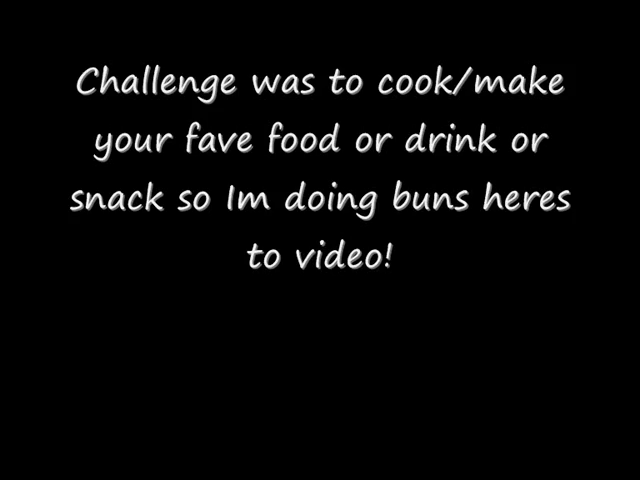 Challenge was to cook/make
your fave food or drink or
snack so Im doing buns heres
to video!